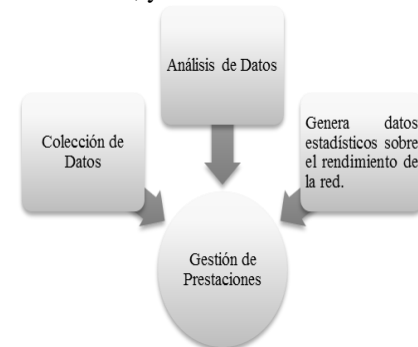 Análisis de Datos
Colección de
Datos
Genera datos
estadísticos sobre
el rendimiento de
la red.
Gestión de
Prestaciones